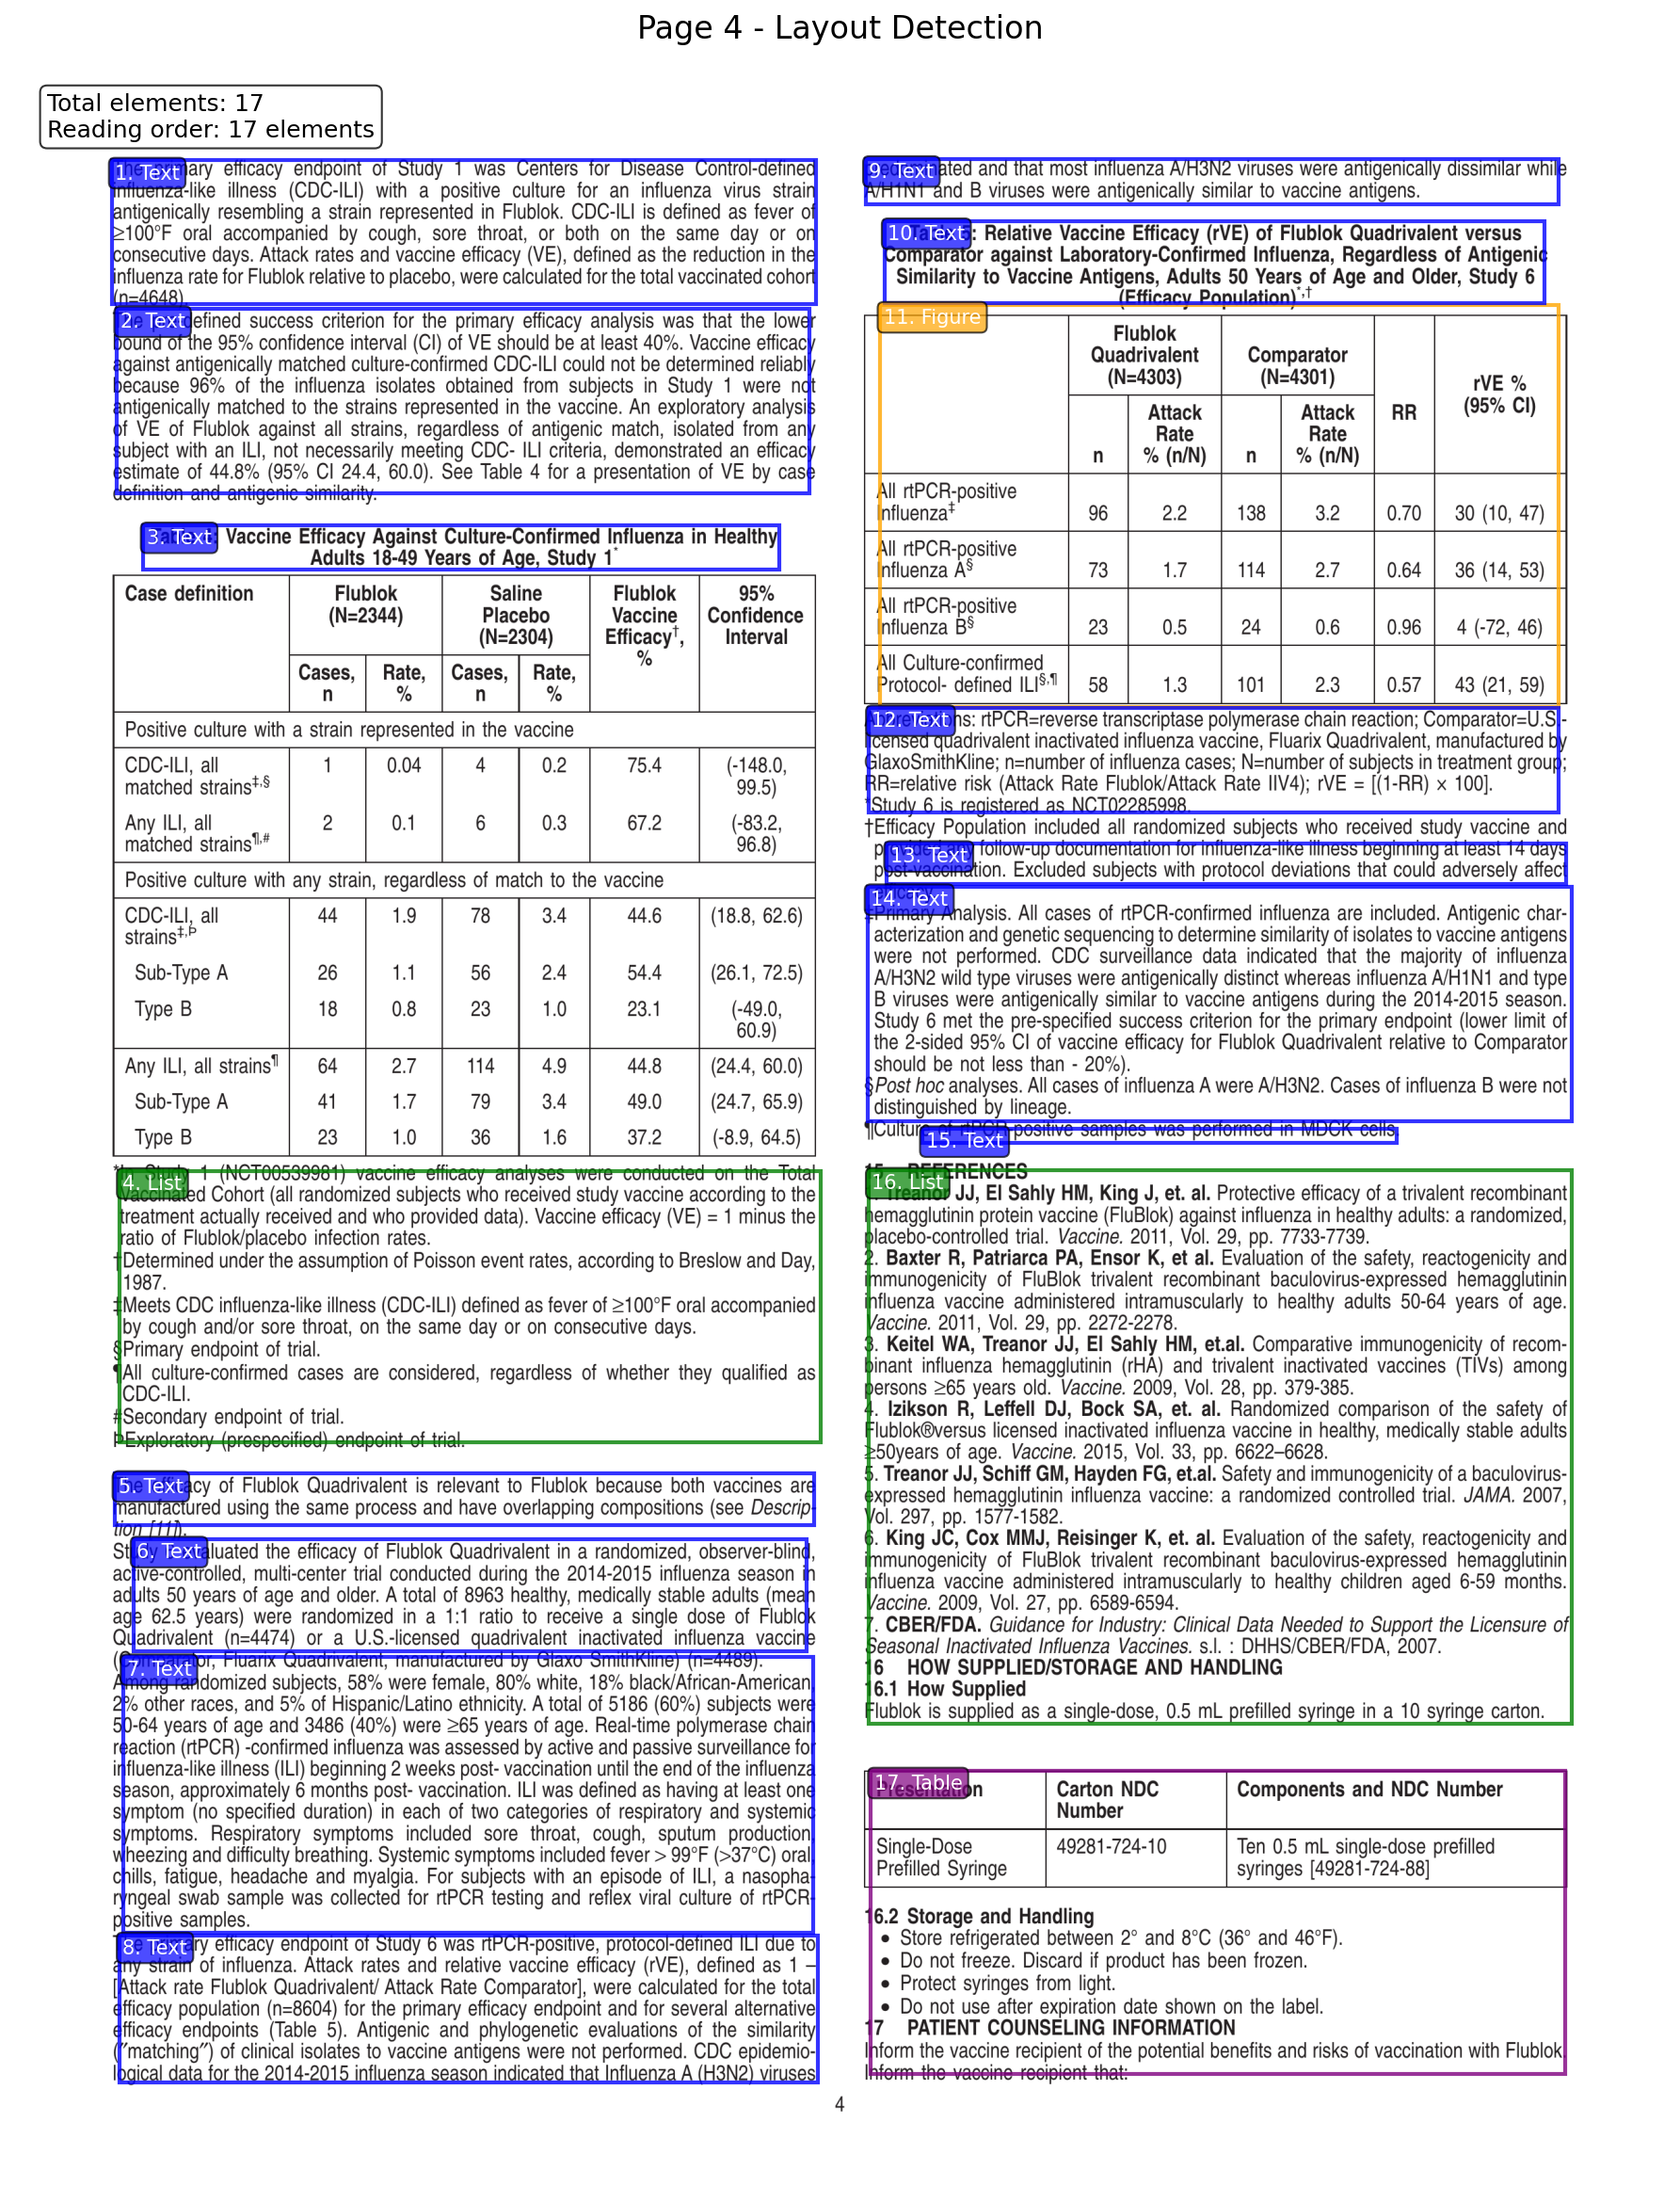 Page 4 - Layout Detection
Total elements: 17
Reading order: 17 elements
1. Text
primary efficacy endpoint of Study 1 was Centers for Disease Control-defined
influenza-like illness (CDC-ILI) with a positive culture for an influenza virus strain
antigenically resembling a strain represented in Flublok. CDC-ILI is defined as fever of
≥100°F oral accompanied by cough, sore throat, or both on the same day or on
consecutive days. Attack rates and vaccine efficacy (VE), defined as the reduction in the
influenza rate for Flublok relative to placebo, were calculated for the total vaccinated cohort
(n=4648).
2. Text
defined success criterion for the primary efficacy analysis was that the lower
bound of the 95% confidence interval (CI) of VE should be at least 40%. Vaccine efficacy
against antigenically matched culture-confirmed CDC-ILI could not be determined reliably
because 96% of the influenza isolates obtained from subjects in Study 1 were not
antigenically matched to the strains represented in the vaccine. An exploratory analysis
of VE of Flublok against all strains, regardless of antigenic match, isolated from any
subject with an ILI, not necessarily meeting CDC- ILI criteria, demonstrated an efficacy
estimate of 44.8% (95% CI 24.4, 60.0). See Table 4 for a presentation of VE by case
definition and antigenic similarity.
3. Text
Vaccine Efficacy Against Culture-Confirmed Influenza in Healthy
Adults 18-49 Years of Age, Study 1*
Case definition Flublok (N=2344) Saline Placebo (N=2304) Flublok Vaccine Efficacy†, % 95% Confidence Interval
Cases, n Rate, % Cases, n Rate, %
Positive culture with a strain represented in the vaccine
CDC-ILI, all matched strains‡,§ 1 0.04 4 0.2 75.4 (-148.0, 99.5)
Any ILI, all matched strains¶,# 2 0.1 6 0.3 67.2 (-83.2, 96.8)
Positive culture with any strain, regardless of match to the vaccine
CDC-ILI, all strains‡,Þ 44 1.9 78 3.4 44.6 (18.8, 62.6)
Sub-Type A 26 1.1 56 2.4 54.4 (26.1, 72.5)
Type B 18 0.8 23 1.0 23.1 (-49.0, 60.9)
Any ILI, all strains¶ 64 2.7 114 4.9 44.8 (24.4, 60.0)
Sub-Type A 41 1.7 79 3.4 49.0 (24.7, 65.9)
Type B 23 1.0 36 1.6 37.2 (-8.9, 64.5)
4. List
*In Study 1 (NCT00539981) vaccine efficacy analyses were conducted on the Total
Vaccinated Cohort (all randomized subjects who received study vaccine according to the
treatment actually received and who provided data). Vaccine efficacy (VE) = 1 minus the
ratio of Flublok/placebo infection rates.
†Determined under the assumption of Poisson event rates, according to Breslow and Day,
1987.
‡Meets CDC influenza-like illness (CDC-ILI) defined as fever of ≥100°F oral accompanied
by cough and/or sore throat, on the same day or on consecutive days.
§Primary endpoint of trial.
¶All culture-confirmed cases are considered, regardless of whether they qualified as
CDC-ILI.
#Secondary endpoint of trial.
ÞExploratory (prespecified) endpoint of trial.
5. Text
The efficacy of Flublok Quadrivalent is relevant to Flublok because both vaccines are
manufactured using the same process and have overlapping compositions (see Descrip-
tion [11]).
6. Text
Study evaluated the efficacy of Flublok Quadrivalent in a randomized, observer-blind,
active-controlled, multi-center trial conducted during the 2014-2015 influenza season in
adults 50 years of age and older. A total of 8963 healthy, medically stable adults (mean
age 62.5 years) were randomized in a 1:1 ratio to receive a single dose of Flublok
Quadrivalent (n=4474) or a U.S.-licensed quadrivalent inactivated influenza vaccine
(Comparator, Fluarix Quadrivalent, manufactured by Glaxo SmithKline) (n=4489).
7. Text
Among randomized subjects, 58% were female, 80% white, 18% black/African-American,
2% other races, and 5% of Hispanic/Latino ethnicity. A total of 5186 (60%) subjects were
50-64 years of age and 3486 (40%) were ≥65 years of age. Real-time polymerase chain
reaction (rtPCR) -confirmed influenza was assessed by active and passive surveillance for
influenza-like illness (ILI) beginning 2 weeks post- vaccination until the end of the influenza
season, approximately 6 months post- vaccination. ILI was defined as having at least one
symptom (no specified duration) in each of two categories of respiratory and systemic
symptoms. Respiratory symptoms included sore throat, cough, sputum production,
wheezing and difficulty breathing. Systemic symptoms included fever > 99°F (>37°C) oral,
chills, fatigue, headache and myalgia. For subjects with an episode of ILI, a nasopha-
ryngeal swab sample was collected for rtPCR testing and reflex viral culture of rtPCR-
positive samples.
8. Text
The primary efficacy endpoint of Study 6 was rtPCR-positive, protocol-defined ILI due to
any strain of influenza. Attack rates and relative vaccine efficacy (rVE), defined as 1 –
[Attack rate Flublok Quadrivalent/ Attack Rate Comparator], were calculated for the total
efficacy population (n=8604) for the primary efficacy endpoint and for several alternative
efficacy endpoints (Table 5). Antigenic and phylogenetic evaluations of the similarity
(″matching″) of clinical isolates to vaccine antigens were not performed. CDC epidemio-
logical data for the 2014-2015 influenza season indicated that Influenza A (H3N2) viruses
9. Text
predominated and that most influenza A/H3N2 viruses were antigenically dissimilar while
A/H1N1 and B viruses were antigenically similar to vaccine antigens.
10. Text
: Relative Vaccine Efficacy (rVE) of Flublok Quadrivalent versus
Comparator against Laboratory-Confirmed Influenza, Regardless of Antigenic
Similarity to Vaccine Antigens, Adults 50 Years of Age and Older, Study 6
(Efficacy Population)*,†
11. Figure
Flublok Quadrivalent (N=4303) Comparator (N=4301) RR rVE % (95% CI)
n Attack Rate % (n/N) n Attack Rate % (n/N)
All rtPCR-positive Influenza‡ 96 2.2 138 3.2 0.70 30 (10, 47)
All rtPCR-positive Influenza A§ 73 1.7 114 2.7 0.64 36 (14, 53)
All rtPCR-positive Influenza B§ 23 0.5 24 0.6 0.96 4 (-72, 46)
All Culture-confirmed Protocol- defined ILI§,¶ 58 1.3 101 2.3 0.57 43 (21, 59)
12. Text
Abbreviations: rtPCR=reverse transcriptase polymerase chain reaction; Comparator=U.S.-
licensed quadrivalent inactivated influenza vaccine, Fluarix Quadrivalent, manufactured by
GlaxoSmithKline; n=number of influenza cases; N=number of subjects in treatment group;
RR=relative risk (Attack Rate Flublok/Attack Rate IIV4); rVE = [(1-RR) × 100].
*Study 6 is registered as NCT02285998.
†Efficacy Population included all randomized subjects who received study vaccine and
13. Text
provided any follow-up documentation for influenza-like illness beginning at least 14 days
post-vaccination. Excluded subjects with protocol deviations that could adversely affect
14. Text
‡Primary Analysis. All cases of rtPCR-confirmed influenza are included. Antigenic char-
acterization and genetic sequencing to determine similarity of isolates to vaccine antigens
were not performed. CDC surveillance data indicated that the majority of influenza
A/H3N2 wild type viruses were antigenically distinct whereas influenza A/H1N1 and type
B viruses were antigenically similar to vaccine antigens during the 2014-2015 season.
Study 6 met the pre-specified success criterion for the primary endpoint (lower limit of
the 2-sided 95% CI of vaccine efficacy for Flublok Quadrivalent relative to Comparator
should be not less than - 20%).
§Post hoc analyses. All cases of influenza A were A/H3N2. Cases of influenza B were not
distinguished by lineage.
¶Culture of rtPCR positive samples was performed in MDCK cells.
15. Text
15 REFERENCES
16. List
1. Treanor JJ, El Sahly HM, King J, et. al. Protective efficacy of a trivalent recombinant
hemagglutinin protein vaccine (FluBlok) against influenza in healthy adults: a randomized,
placebo-controlled trial. Vaccine. 2011, Vol. 29, pp. 7733-7739.
2. Baxter R, Patriarca PA, Ensor K, et al. Evaluation of the safety, reactogenicity and
immunogenicity of FluBlok trivalent recombinant baculovirus-expressed hemagglutinin
influenza vaccine administered intramuscularly to healthy adults 50-64 years of age.
Vaccine. 2011, Vol. 29, pp. 2272-2278.
3. Keitel WA, Treanor JJ, El Sahly HM, et.al. Comparative immunogenicity of recom-
binant influenza hemagglutinin (rHA) and trivalent inactivated vaccines (TIVs) among
persons ≥65 years old. Vaccine. 2009, Vol. 28, pp. 379-385.
4. Izikson R, Leffell DJ, Bock SA, et. al. Randomized comparison of the safety of
Flublok®versus licensed inactivated influenza vaccine in healthy, medically stable adults
≥50years of age. Vaccine. 2015, Vol. 33, pp. 6622–6628.
5. Treanor JJ, Schiff GM, Hayden FG, et.al. Safety and immunogenicity of a baculovirus-
expressed hemagglutinin influenza vaccine: a randomized controlled trial. JAMA. 2007,
Vol. 297, pp. 1577-1582.
6. King JC, Cox MMJ, Reisinger K, et. al. Evaluation of the safety, reactogenicity and
immunogenicity of FluBlok trivalent recombinant baculovirus-expressed hemagglutinin
influenza vaccine administered intramuscularly to healthy children aged 6-59 months.
Vaccine. 2009, Vol. 27, pp. 6589-6594.
7. CBER/FDA. Guidance for Industry: Clinical Data Needed to Support the Licensure of
Seasonal Inactivated Influenza Vaccines. s.l. : DHHS/CBER/FDA, 2007.
16 HOW SUPPLIED/STORAGE AND HANDLING
16.1 How Supplied
Flublok is supplied as a single-dose, 0.5 mL prefilled syringe in a 10 syringe carton.
17. Table
Presentation Carton NDC Number Components and NDC Number
Single-Dose Prefilled Syringe 49281-724-10 Ten 0.5 mL single-dose prefilled syringes [49281-724-88]
16.2 Storage and Handling
• Store refrigerated between 2° and 8°C (36° and 46°F).
• Do not freeze. Discard if product has been frozen.
• Protect syringes from light.
• Do not use after expiration date shown on the label.
17 PATIENT COUNSELING INFORMATION
Inform the vaccine recipient of the potential benefits and risks of vaccination with Flublok.
Inform the vaccine recipient that:
4